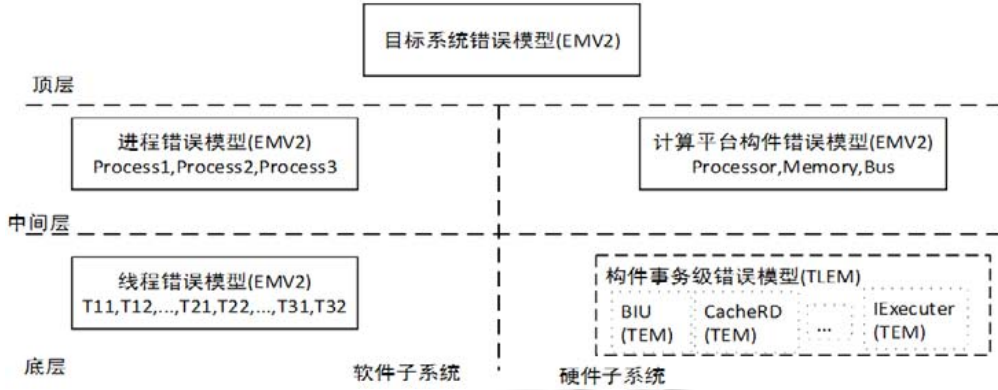 目标系统错误模型(EMV2)
顶层
进程错误模型(EMV2)
Process1,Process2,Process3
计算平台构件错误模型(EMV2)
Processor,Memory,Bus
中间层
线程错误模型(EMV2)
T11,T12,...,T21,T22,...,T31,T32
构件事务级错误模型(TLEM)
BIU
(TEM)
CacheRD
(TEM)
...
IExecuter
(TEM)
底层
软件子系统
硬件子系统